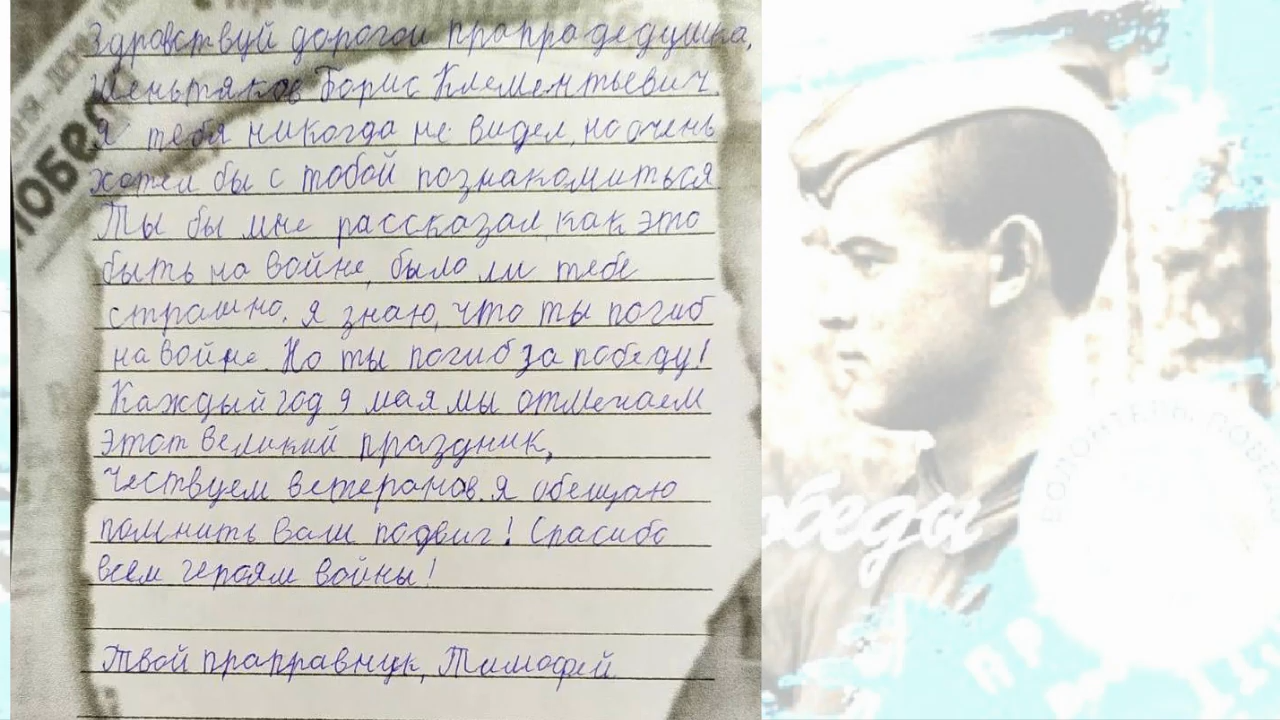 Здравствуй дорогой прапрадедушка,
Шеньтяков Борис Клементьевич.
Я тебя никогда не видел, но очень
хотел бы с тобой познакомиться
Ты бы мне рассказал, как это
быть на войне, было ли тебе
страшно. Я знаю, что ты погиб
на войне. Но ты погиб за победу!
Каждый год 9 мая мы отмечаем
этот великий праздник,
чествуем ветеранов. Я обещаю
помнить Ваш подвиг! Спасибо
всем героям войны!
Твой праправнук, Тимофей
обеды
ВОЛОНТЕРЫ ПОБЕДЫ